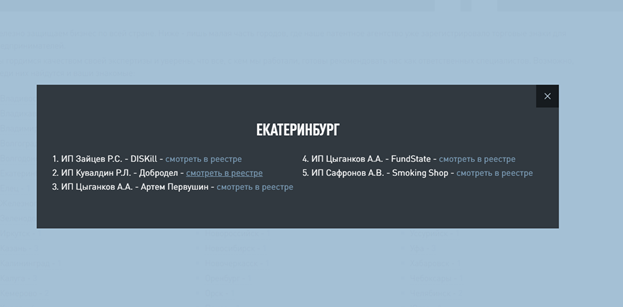 ЕКАТЕРИНБУРГ
1. ИП Зайцев Р.С. - DISKill - смотреть в реестре
2. ИП Кувалдин Р.Л. - Добродел - смотреть в реестре
3. ИП Цыганков А.А. - Артем Первушин - смотреть в реестре
4. ИП Цыганков А.А. - FundState - смотреть в реестре
5. ИП Сафронов А.В. - Smoking Shop - смотреть в реестре